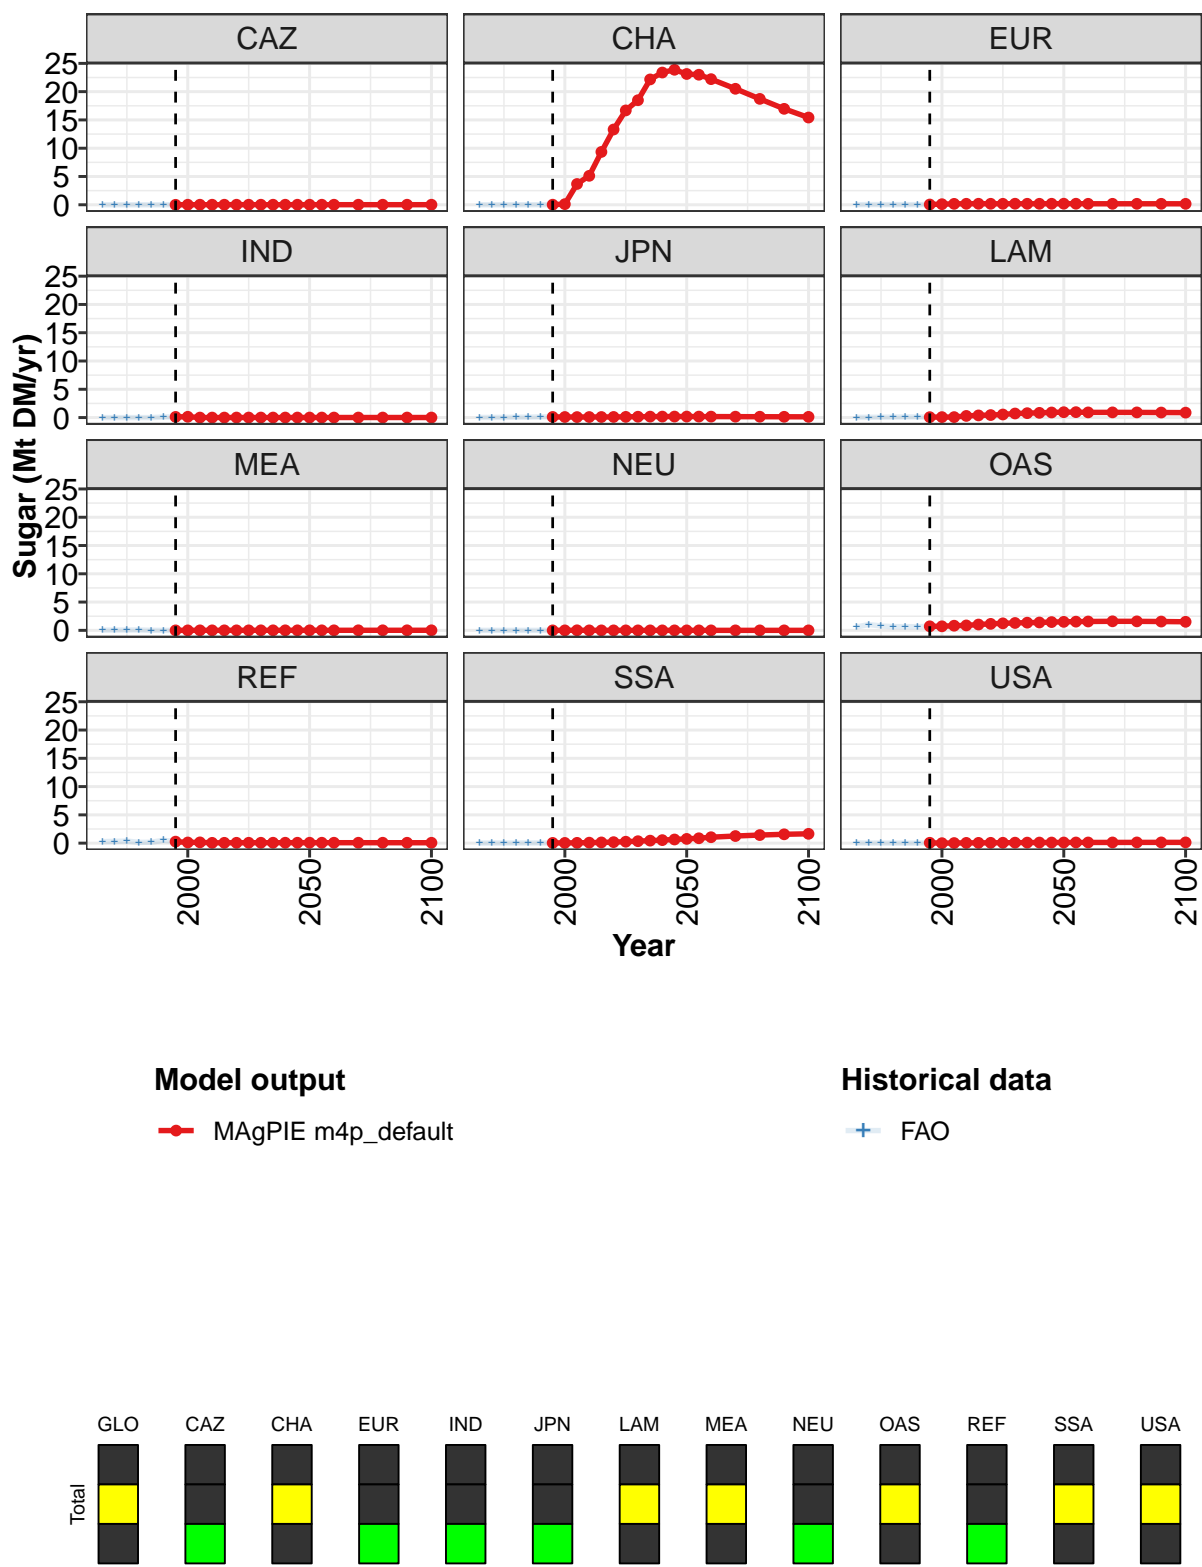 CAZ CHA EUR
25
20
15
10
5
0
IND JPN LAM
25
20
15
10
5
0
MEA NEU OAS
25
20
15
10
5
0
REF SSA USA
25
20
15
10
5
0
Sugar (Mt DM/yr)
2000 2050 2100 2000 2050 2100 2000 2050 2100
Year
Model output Historical data
MAgPIE m4p_default FAO
GLO CAZ CHA EUR IND JPN LAM MEA NEU OAS REF SSA USA
Total